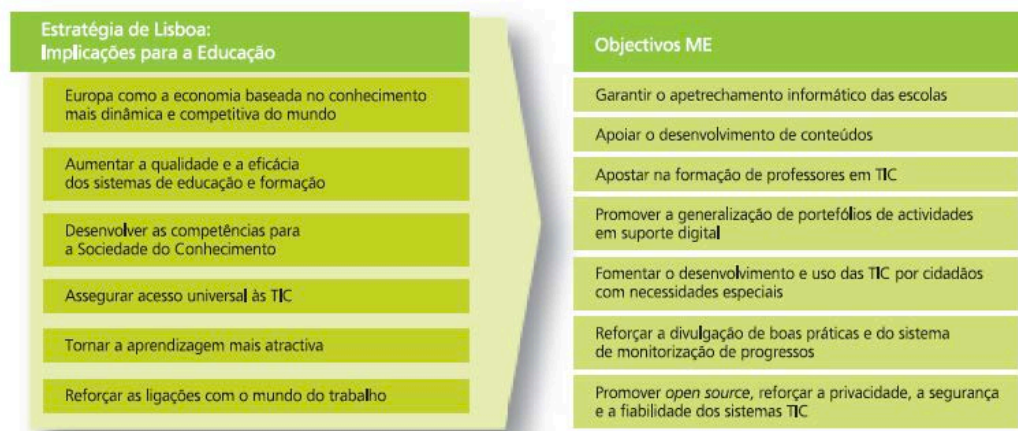 Estratégia de Lisboa:
Implicações para a Educação
Europa como a economia baseada no conhecimento
mais dinâmica e competitiva do mundo
Aumentar a qualidade e a eficácia
dos sistemas de educação e formação
Desenvolver as competências para
a Sociedade do Conhecimento
Assegurar acesso universal às TIC
Tornar a aprendizagem mais atractiva
Reforçar as ligações com o mundo do trabalho
Objectivos ME
Garantir o apetrechamento informático das escolas
Apoiar o desenvolvimento de conteúdos
Apostar na formação de professores em TIC
Promover a generalização de portefólios de actividades
em suporte digital
Fomentar o desenvolvimento e uso das TIC por cidadãos
com necessidades especiais
Reforçar a divulgação de boas práticas e do sistema
de monitorização de progressos
Promover open source, reforçar a privacidade, a segurança
e a fiabilidade dos sistemas TIC